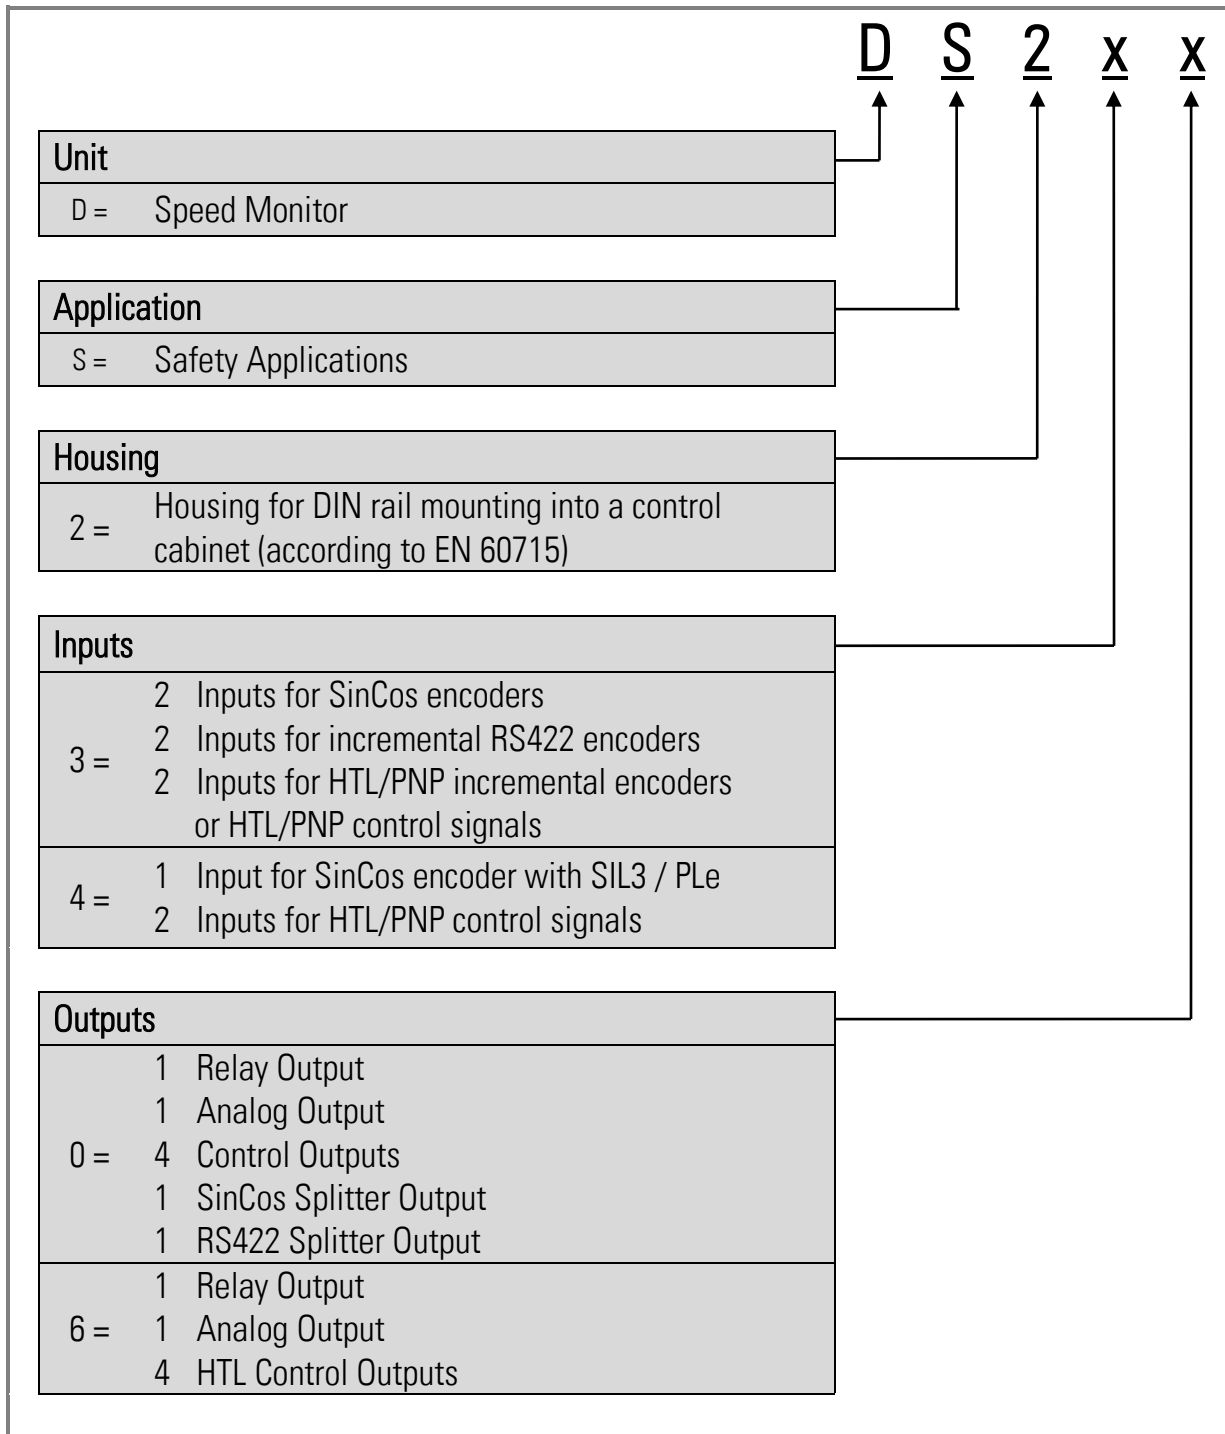 D S 2 x x
Unit
D = Speed Monitor
Application
S = Safety Applications
Housing
2 = Housing for DIN rail mounting into a control
cabinet (according to EN 60715)
Inputs
3 =
2 Inputs for SinCos encoders
2 Inputs for incremental RS422 encoders
2 Inputs for HTL/PNP incremental encoders
or HTL/PNP control signals
4 =
1 Input for SinCos encoder with SIL3 / PLe
2 Inputs for HTL/PNP control signals
Outputs
0 =
1 Relay Output
1 Analog Output
4 Control Outputs
1 SinCos Splitter Output
1 RS422 Splitter Output
6 =
1 Relay Output
1 Analog Output
4 HTL Control Outputs